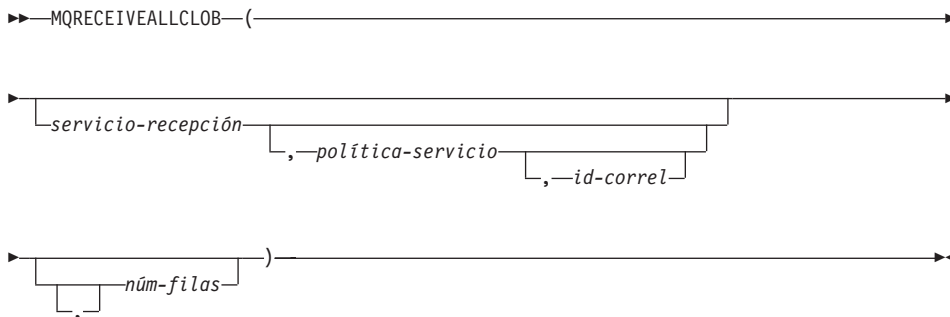 MQRECEIVEALLCLOB (
servicio-recepción
, política-servicio
, id-correl
)
núm-filas
,